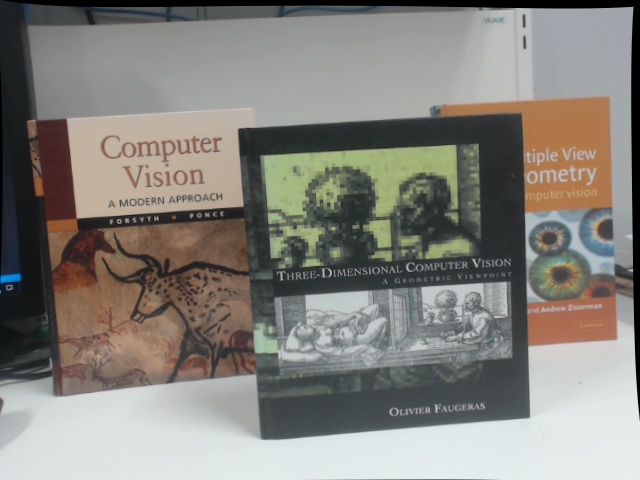 Computer
Vision
A MODERN APPROACH
FORSYTH PONCE
THREE-DIMENSIONAL COMPUTER VISION
A GEOMETRIC VIEWPOINT
OLIVIER FAUGERAS
tiple View
ometry
mputer vision
and Andrew Zisserman